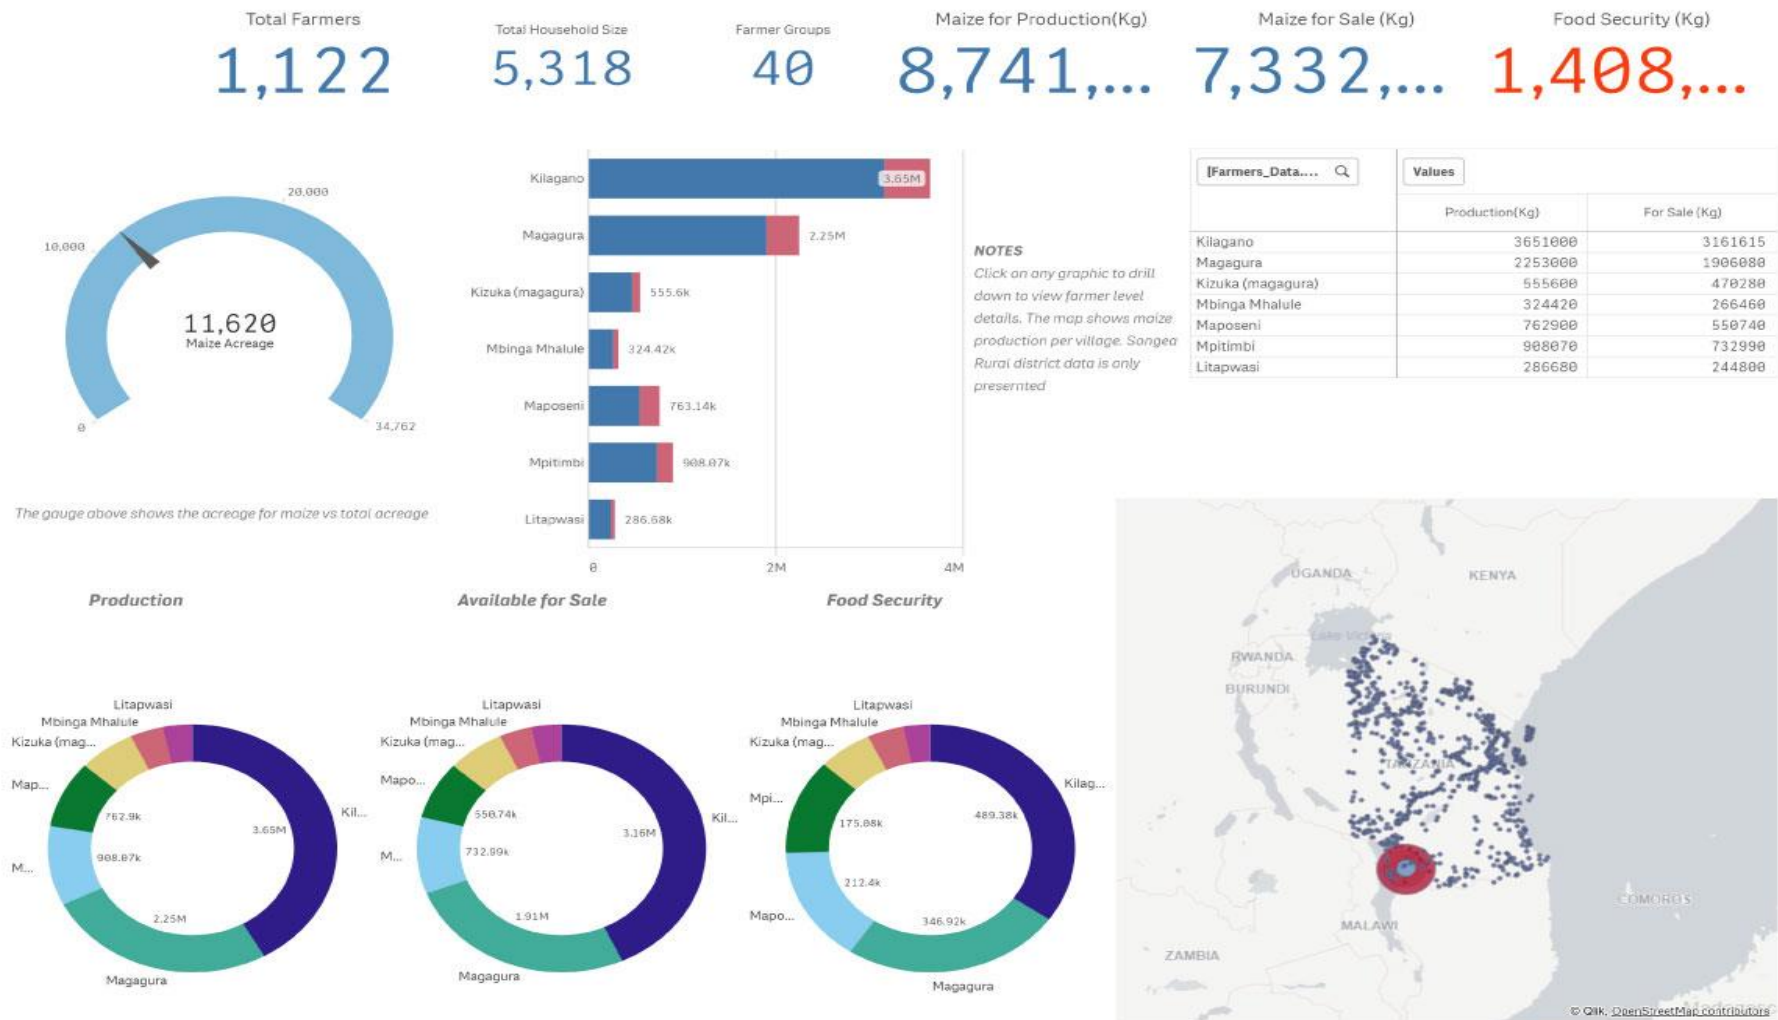 Total Farmers
1,122
Total Household Size
5,318
Farmer Groups
40
Maize for Production(Kg)
8,741,...
Maize for Sale (Kg)
7,332,...
Food Security (Kg)
1,408,...
20,000
10,000
11,620
Maize Acreage
0
34,762
The gauge above shows the acreage for maize vs total acreage
Kilagano
3.65M
Magagura
2.25M
Kizuka (magagura)
555.6k
Mbinga Mhalule
324.42k
Maposeni
763.14k
Mpitimbi
908.07k
Litapwasi
286.68k
0
2M
4M
NOTES
Click on any graphic to drill
down to view farmer level
details. The map shows maize
production per village. Songea
Rural district data is only
presernted
[Farmers_Data....
Values
Production(Kg)
For Sale (Kg)
Kilagano 3651000 3161615
Magagura 2253000 1906080
Kizuka (magagura) 555600 470280
Mbinga Mhalule 324420 266460
Maposeni 762900 550740
Mpitimbi 908070 732990
Litapwasi 286680 244800
Production
Litapwasi
Mbinga Mhalule
Kizuka (mag...
Map...
762.9k
Kil...
3.65M
908.07k
M...
2.25M
Magagura
Available for Sale
Litapwasi
Mbinga Mhalule
Kizuka (mag...
Mapo...
550.74k
Kil...
3.16M
732.99k
M...
1.91M
Magagura
Food Security
Litapwasi
Mbinga Mhalule
Kizuka (mag...
Kilag...
Mpi...
489.38k
175.08k
212.4k
Mapo...
346.92k
Magagura
UGANDA
KENYA
Lake Victoria
RWANDA
BURUNDI
TANZANIA
COMOROS
MALAWI
ZAMBIA
© Qlik, OpenStreetMap contributors